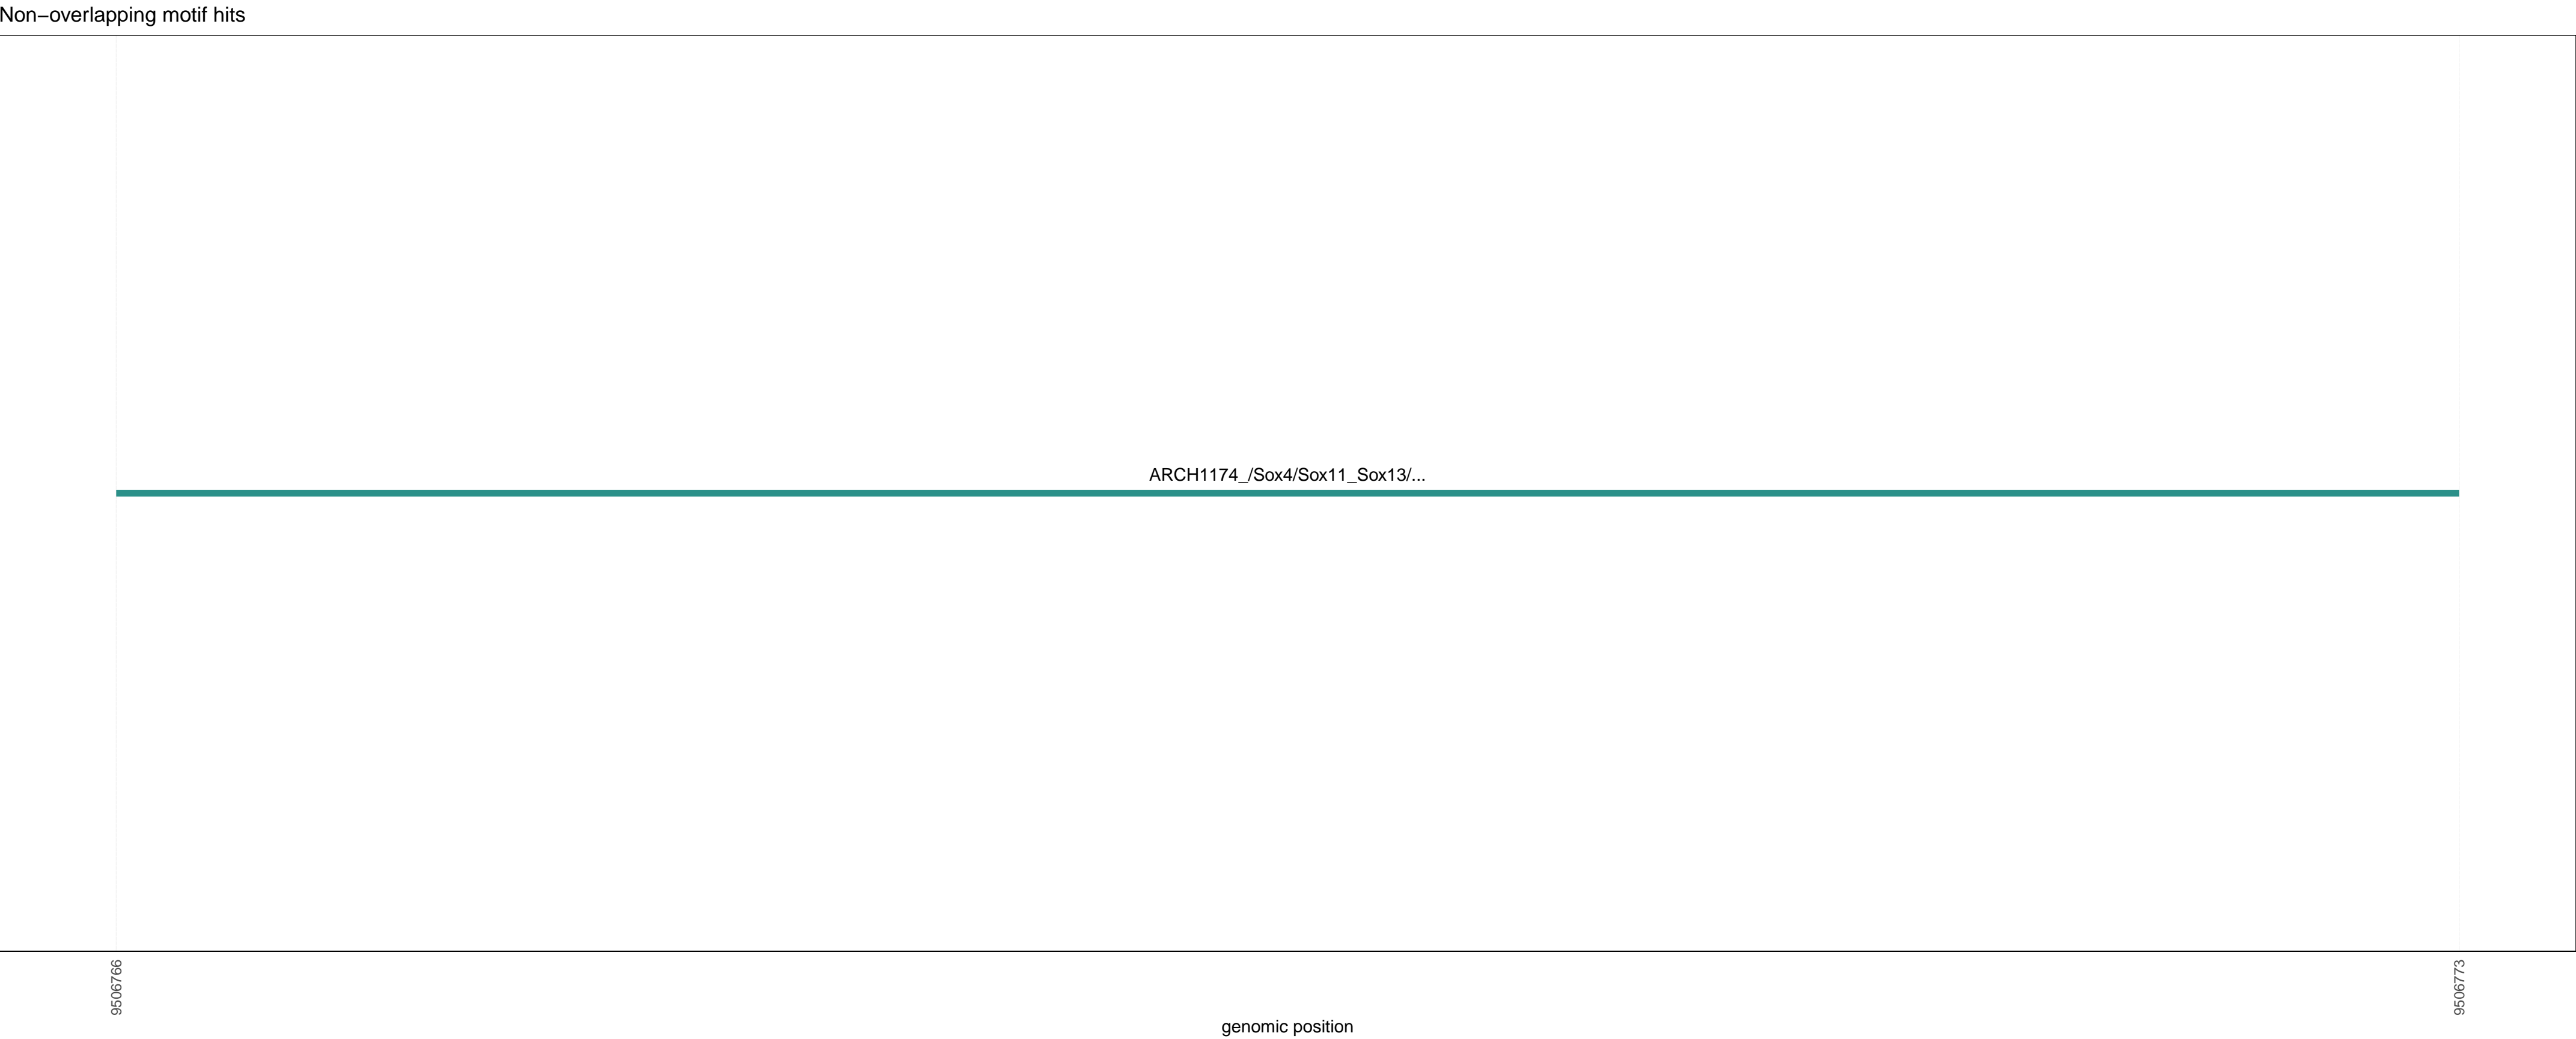 Non−overlapping motif hits
ARCH1174_/Sox4/Sox11_Sox13/...
9506766
9506773
genomic position